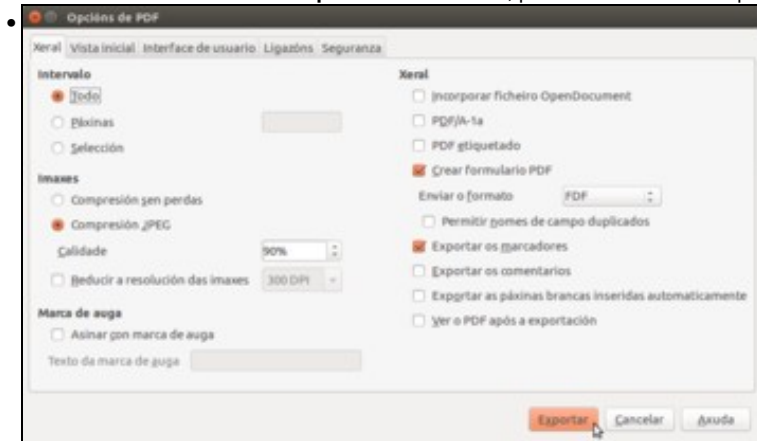 Opcións de PDF
Xeral Vista inicial Interface de usuario Ligazóns Seguranza
Intervalo
Todo
Páxinas
Selección
Imaxes
Compresión sen perdas
Compresión JPEG
Calidade 90%
Reducir a resolución das imaxes 300 DPI
Marca de auga
Asinar con marca de auga
Texto da marca de auga
Xeral
Incorporar ficheiro OpenDocument
PDF/A-1a
PDF etiquetado
Crear formulario PDF
Enviar o formato FDF
Permitir nomes de campo duplicados
Exportar os marcadores
Exportar os comentarios
Exportar as páxinas brancas inseridas automaticamente
Ver o PDF após a exportación
Exportar Cancelar Axuda